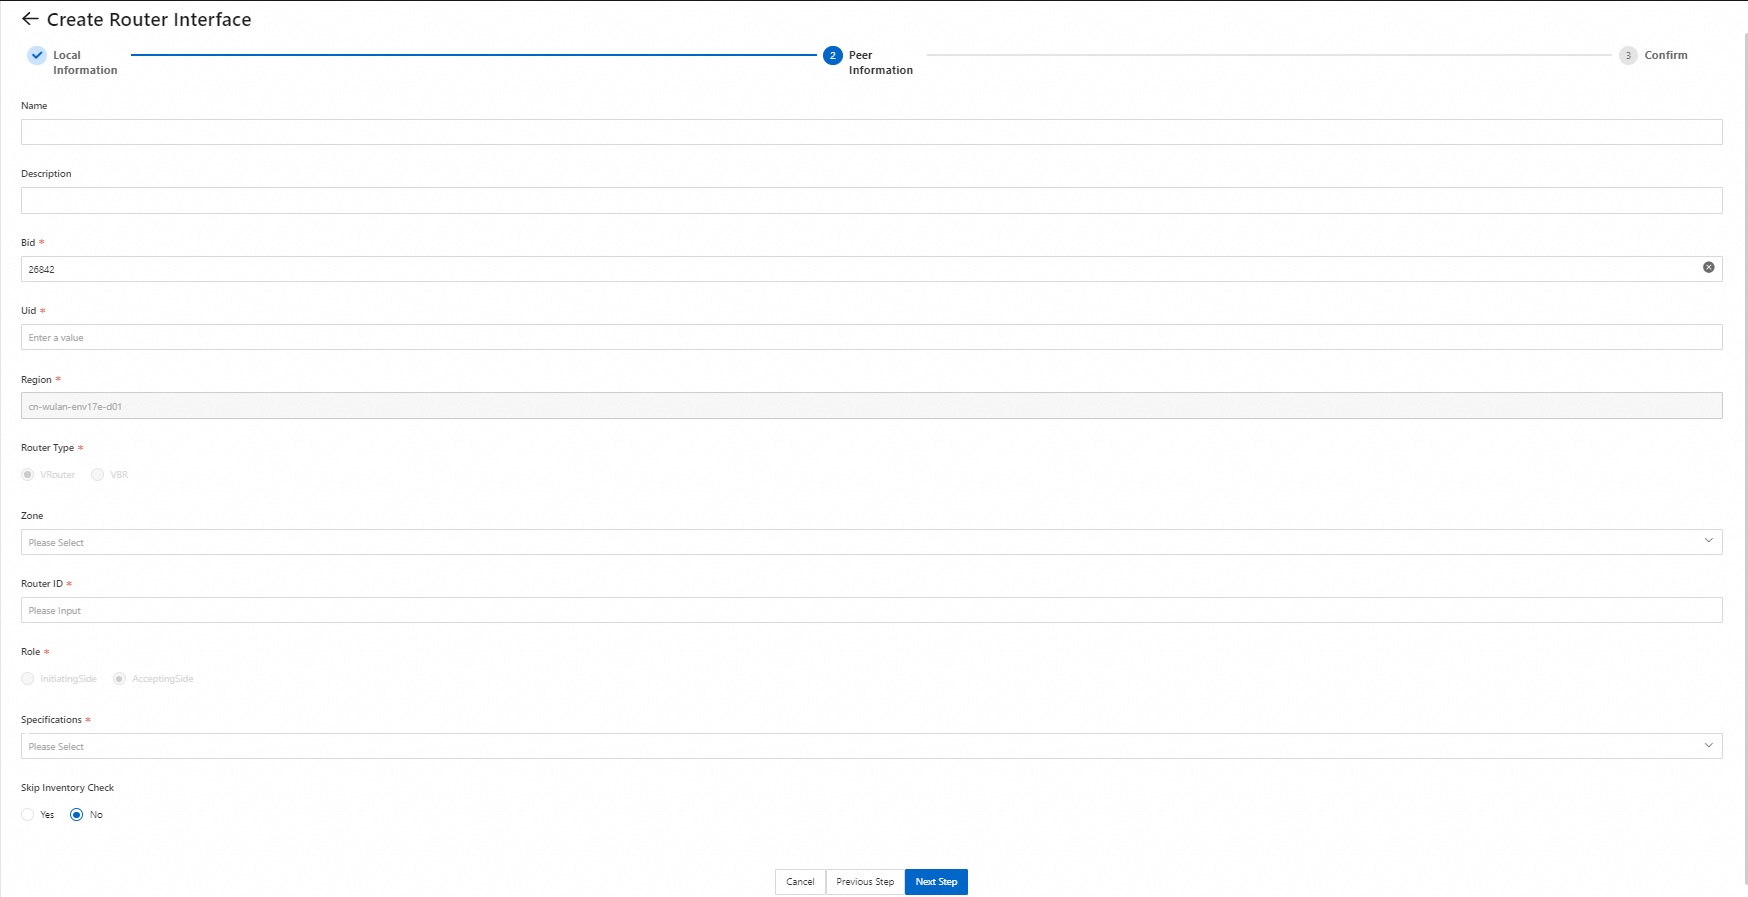 Create Router Interface
Local
Information
2
Peer
Information
3
Confirm
Name
Description
Bid *
26842
Uid *
Enter a value
Region *
cn-wulan-env17e-d01
Router Type *
VRouter
VBR
Zone
Please Select
Router ID *
Please Input
Role *
InitiatingSide
AcceptingSide
Specifications *
Please Select
Skip Inventory Check
Yes
No
Cancel
Previous Step
Next Step